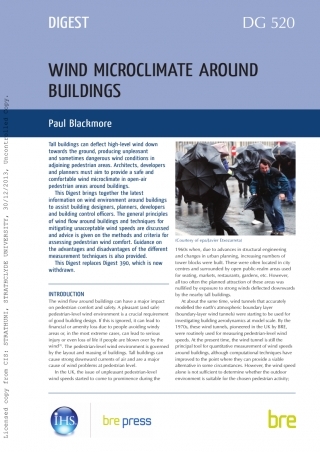 DIGEST
DG 520
WIND MICROCLIMATE AROUND
BUILDINGS
Paul Blackmore
Tall buildings can deflect high-level wind down
towards the ground, producing unpleasant
and sometimes dangerous wind conditions in
adjoining pedestrian areas. Architects, developers
and planners must aim to provide a safe and
comfortable wind microclimate in open-air
pedestrian areas around buildings.
This Digest brings together the latest
information on wind environment around buildings
to assist building designers, planners, developers
and building control officers. The general principles
of wind flow around buildings and techniques for
mitigating unacceptable wind speeds are discussed
and advice is given on the methods and criteria for
assessing pedestrian wind comfort. Guidance on
the advantages and disadvantages of the different
measurement techniques is also provided.
This Digest replaces Digest 390, which is now
withdrawn.
INTRODUCTION
The wind flow around buildings can have a major impact
on pedestrian comfort and safety. A pleasant (and safe)
pedestrian-level wind environment is a crucial requirement
of good building design. If this is ignored, it can lead to
financial or amenity loss due to people avoiding windy
areas or, in the most extreme cases, can lead to serious
injury or even loss of life if people are blown over by the
wind. The pedestrian-level wind environment is governed
by the layout and massing of buildings. Tall buildings can
cause strong downward currents of air and are a major
cause of wind problems at pedestrian level.
In the UK, the issue of unpleasant pedestrian-level
wind speeds started to come to prominence during the
(Courtesy of
1960s when, due to advances in structural engineering
and changes in urban planning, increasing numbers of
tower blocks were built. These were often located in city
centres and surrounded by open public-realm areas used
for seating, markets, restaurants, gardens, etc. However,
all too often the planned attraction of these areas was
nullified by exposure to strong winds deflected downwards
by the nearby tall buildings.
At about the same time, wind tunnels that accurately
modelled the earth's atmospheric boundary layer
(boundary-layer wind tunnels) were starting to be used for
investigating building aerodynamics at model scale. By the
1970s, these wind tunnels, pioneered in the UK by BRE,
were routinely used for measuring pedestrian-level wind
speeds. At the present time, the wind tunnel is still the
principal tool for quantitative measurement of wind speeds
around buildings, although computational techniques have
improved to the point where they can provide a viable
alternative in some circumstances. However, the wind speed
alone is not sufficient to determine whether the outdoor
environment is suitable for the chosen pedestrian activity;
IHS
bre press
bre
Licensed copy from CIS: STRATHUNI, STRATHCLYDE UNIVERSITY, 30/12/2013, Uncontrolled Copy.